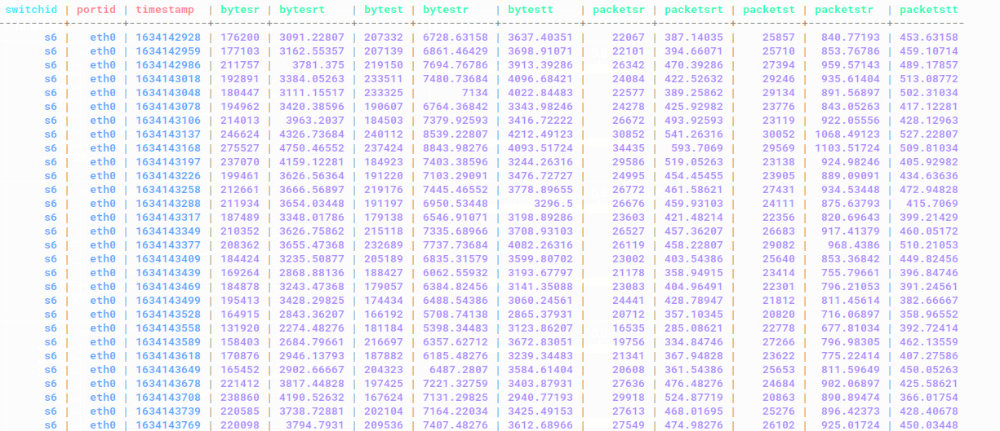 switchid | portid | timestamp | bytesr | bytesrt | bytest | bytestr | bytestt | packetsr | packetsrt | packetst | packetstr | packetstt
s6 | eth0 | 1634142928 | 176200 | 3091.22807 | 207332 | 6728.63158 | 3637.40351 | 22067 | 387.14035 | 25857 | 840.77193 | 453.63158
s6 | eth0 | 1634142959 | 177103 | 3162.55357 | 207139 | 6861.46429 | 3698.91071 | 22101 | 394.66071 | 25710 | 853.76786 | 459.10714
s6 | eth0 | 1634142986 | 211757 | 3781.375 | 219150 | 7694.76786 | 3913.39286 | 26342 | 470.39286 | 27394 | 959.57143 | 489.17857
s6 | eth0 | 1634143018 | 192891 | 3384.05263 | 233511 | 7480.73684 | 4096.68421 | 24084 | 422.52632 | 29246 | 935.61404 | 513.08772
s6 | eth0 | 1634143048 | 180447 | 3111.15517 | 233325 | 7134 | 4022.84483 | 22577 | 389.25862 | 29134 | 891.56897 | 502.31034
s6 | eth0 | 1634143078 | 194962 | 3420.38596 | 190607 | 6764.36842 | 3343.98246 | 24278 | 425.92982 | 23776 | 843.05263 | 417.12281
s6 | eth0 | 1634143106 | 214013 | 3963.2037 | 184503 | 7379.92593 | 3416.72222 | 26672 | 493.92593 | 23119 | 922.05556 | 428.12963
s6 | eth0 | 1634143137 | 246624 | 4326.73684 | 240112 | 8539.22807 | 4212.49123 | 30852 | 541.26316 | 30052 | 1068.49123 | 527.22807
s6 | eth0 | 1634143168 | 275527 | 4750.46552 | 237424 | 8843.98276 | 4093.51724 | 34435 | 593.7069 | 29569 | 1103.51724 | 509.81034
s6 | eth0 | 1634143197 | 237070 | 4159.12281 | 184923 | 7403.38596 | 3244.26316 | 29586 | 519.05263 | 23138 | 924.98246 | 405.92982
s6 | eth0 | 1634143226 | 199461 | 3626.56364 | 191220 | 7103.29091 | 3476.72727 | 24995 | 454.45455 | 23905 | 889.09091 | 434.63636
s6 | eth0 | 1634143258 | 212661 | 3666.56897 | 219176 | 7445.46552 | 3778.89655 | 26772 | 461.58621 | 27431 | 934.53448 | 472.94828
s6 | eth0 | 1634143288 | 211934 | 3654.03448 | 191197 | 6950.53448 | 3296.5 | 26676 | 459.93103 | 24111 | 875.63793 | 415.7069
s6 | eth0 | 1634143317 | 187489 | 3348.01786 | 179138 | 6546.91071 | 3198.89286 | 23603 | 421.48214 | 22356 | 820.69643 | 399.21429
s6 | eth0 | 1634143349 | 210352 | 3626.75862 | 215118 | 7335.68966 | 3708.93103 | 26527 | 457.36207 | 26683 | 917.41379 | 460.05172
s6 | eth0 | 1634143377 | 208362 | 3655.47368 | 232689 | 7737.73684 | 4082.26316 | 26119 | 458.22807 | 29082 | 968.4386 | 510.21053
s6 | eth0 | 1634143409 | 184424 | 3235.50877 | 205189 | 6835.31579 | 3599.80702 | 23002 | 403.54386 | 25640 | 853.36842 | 449.82456
s6 | eth0 | 1634143439 | 169264 | 2868.88136 | 188427 | 6062.55932 | 3193.67797 | 21178 | 358.94915 | 23414 | 755.79661 | 396.84746
s6 | eth0 | 1634143469 | 184878 | 3243.47368 | 179057 | 6384.82456 | 3141.35088 | 23083 | 404.96491 | 22301 | 796.21053 | 391.24561
s6 | eth0 | 1634143499 | 195413 | 3428.29825 | 174434 | 6488.54386 | 3060.24561 | 24441 | 428.78947 | 21812 | 811.45614 | 382.66667
s6 | eth0 | 1634143528 | 164915 | 2843.36207 | 166192 | 5708.74138 | 2865.37931 | 20712 | 357.10345 | 20820 | 716.06897 | 358.96552
s6 | eth0 | 1634143558 | 131920 | 2274.48276 | 181184 | 5398.34483 | 3123.86207 | 16535 | 285.08621 | 22778 | 677.81034 | 392.72414
s6 | eth0 | 1634143589 | 158403 | 2684.79661 | 216697 | 6357.62712 | 3672.83051 | 19756 | 334.84746 | 27266 | 796.98305 | 462.13559
s6 | eth0 | 1634143618 | 170876 | 2946.13793 | 187882 | 6185.48276 | 3239.34483 | 21341 | 367.94828 | 23622 | 775.22414 | 407.27586
s6 | eth0 | 1634143649 | 165452 | 2902.66667 | 204323 | 6487.2807 | 3584.61404 | 20608 | 361.54386 | 25653 | 811.59649 | 450.05263
s6 | eth0 | 1634143678 | 221412 | 3817.44828 | 197425 | 7221.32759 | 3403.87931 | 27636 | 476.48276 | 24684 | 902.06897 | 425.58621
s6 | eth0 | 1634143708 | 238860 | 4190.52632 | 167624 | 7131.29825 | 2940.77193 | 29918 | 524.87719 | 20863 | 890.89474 | 366.01754
s6 | eth0 | 1634143739 | 220585 | 3738.72881 | 202104 | 7164.22034 | 3425.49153 | 27613 | 468.01695 | 25276 | 896.42373 | 428.40678
s6 | eth0 | 1634143769 | 220098 | 3794.7931 | 209536 | 7407.48276 | 3612.68966 | 27549 | 474.98276 | 26102 | 925.01724 | 450.03448